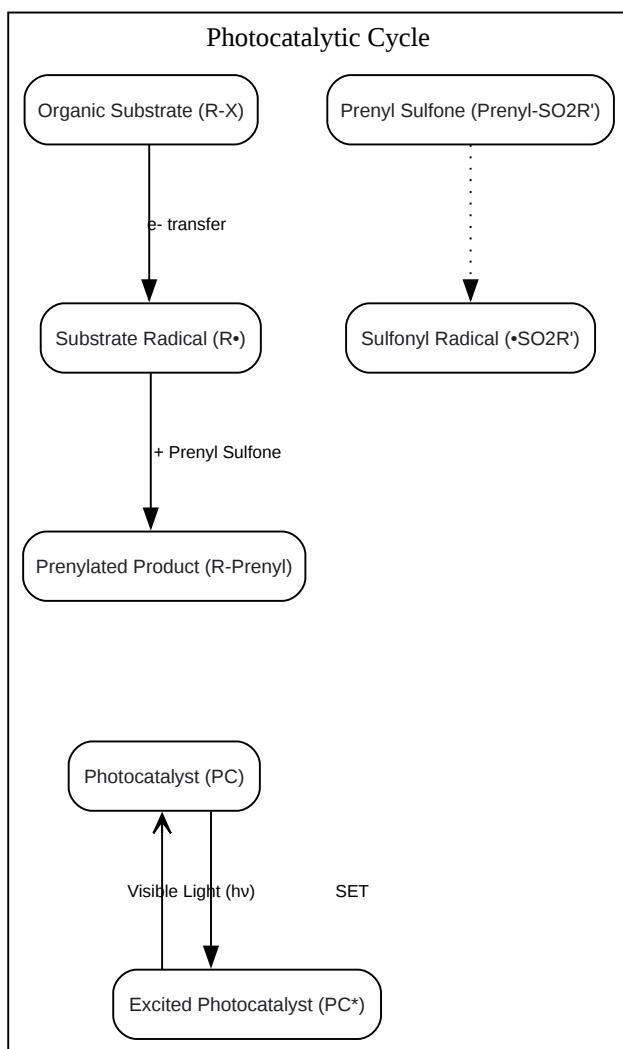 Photocatalytic Cycle
Organic Substrate (R-X)
Prenyl Sulfone (Prenyl-SO2R')
e- transfer
Substrate Radical (R•)
Sulfonyl Radical (•SO2R')
+ Prenyl Sulfone
Prenylated Product (R-Prenyl)
Photocatalyst (PC)
Visible Light (hν)
SET
Excited Photocatalyst (PC*)